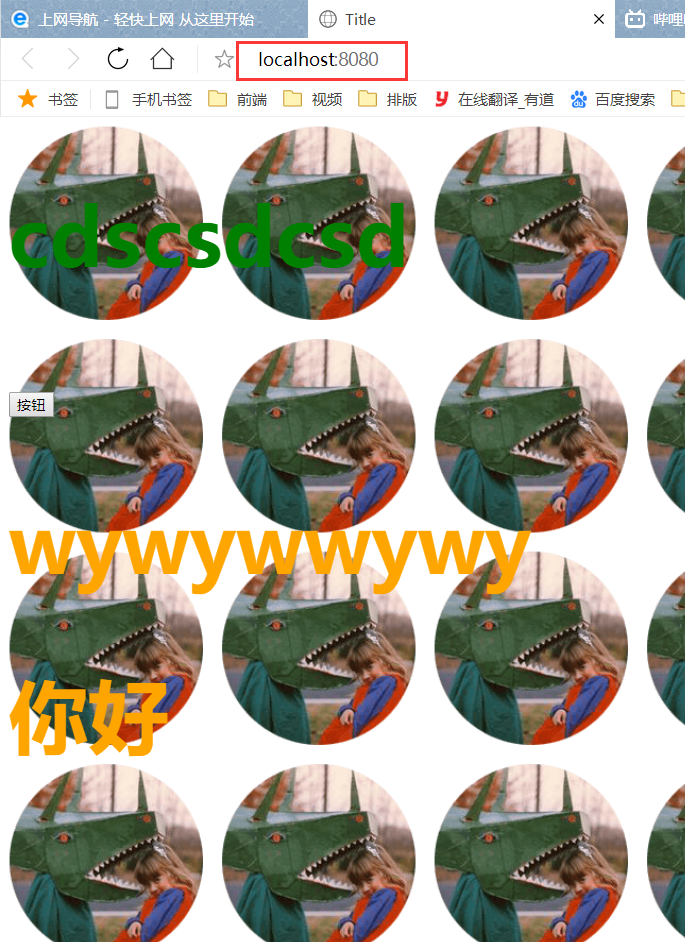 上网导航 - 轻快上网 从这里开始
Title
哔哩
localhost:8080
书签
手机书签
前端
视频
排版
在线翻译_有道
百度搜索
cdscsdcsd
按钮
wywywwywy
你好